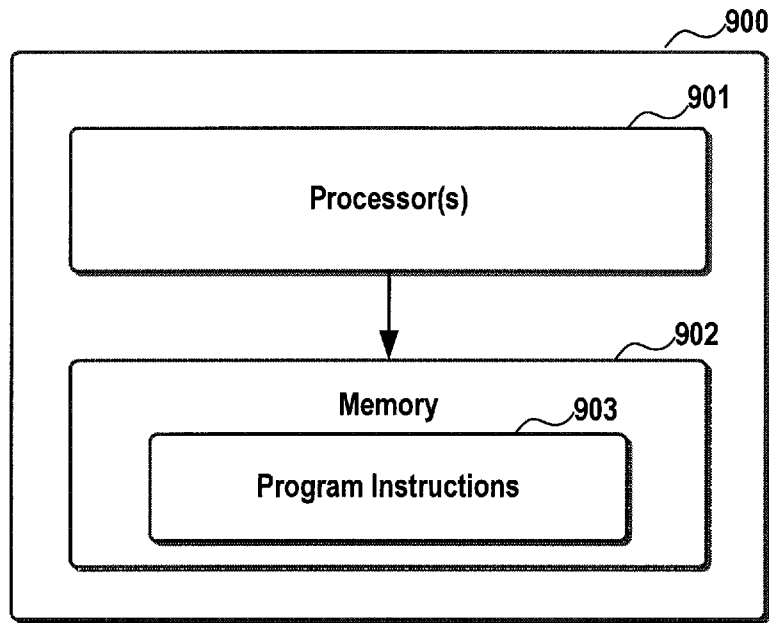 900
901
Processor(s)
902
Memory
903
Program Instructions